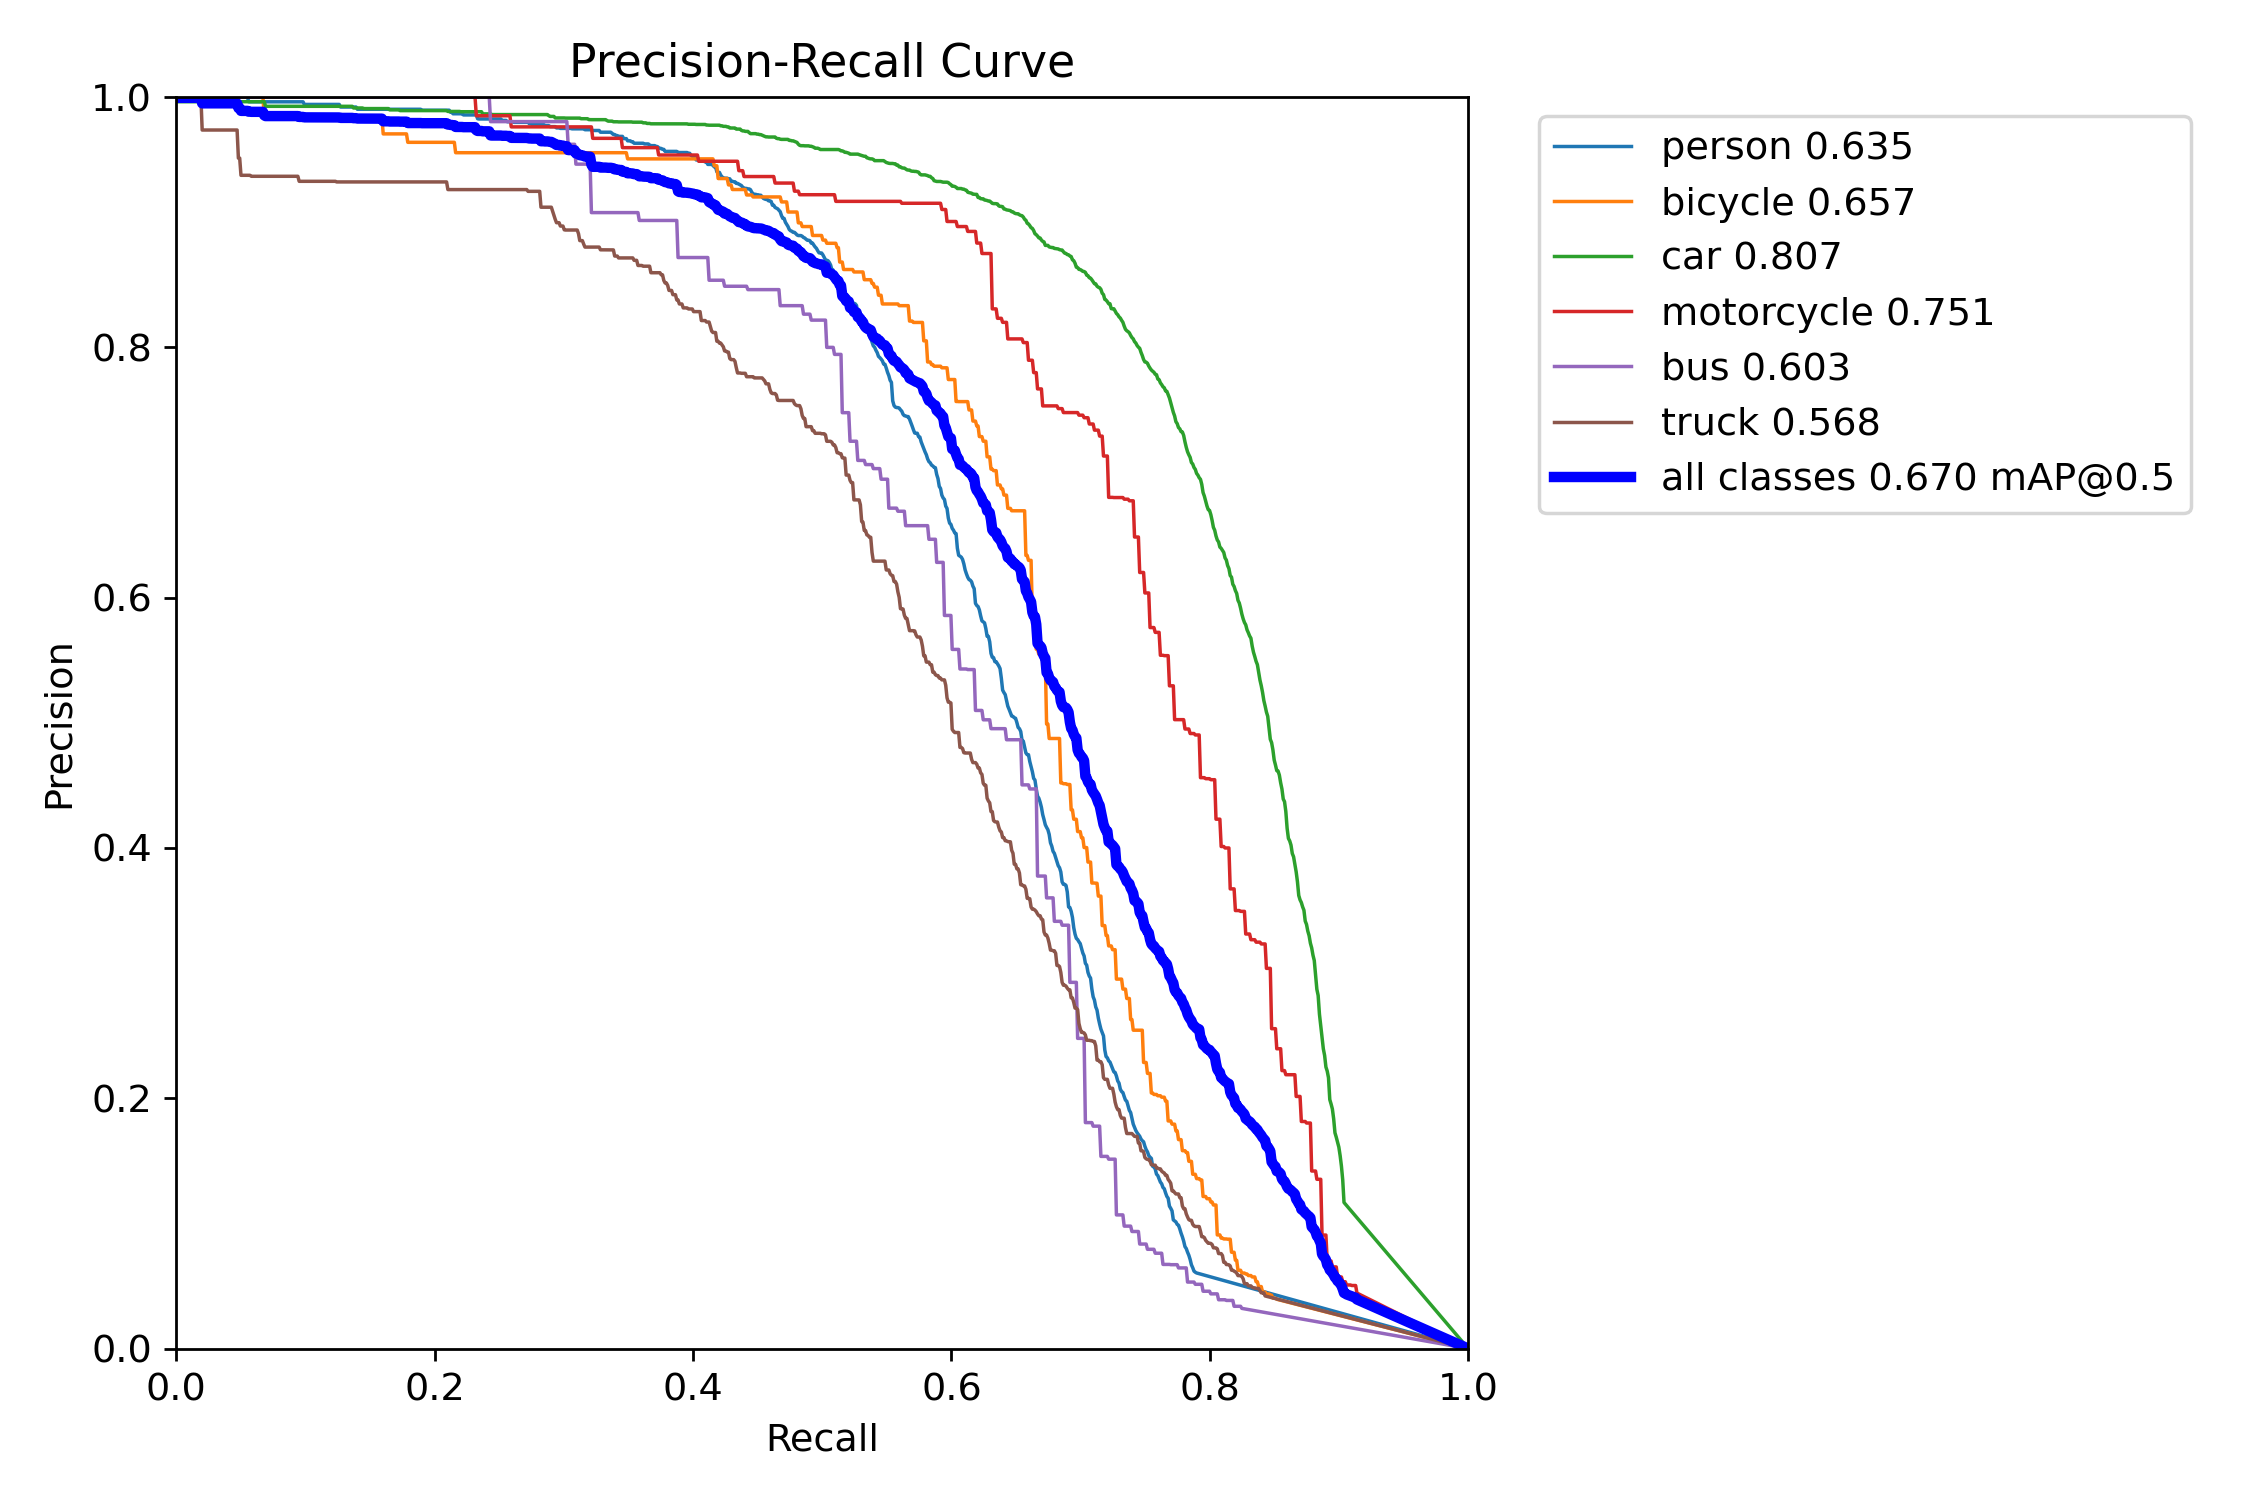 Precision-Recall Curve
1.0
0.8
0.6
0.4
0.2
0.0
Precision
0.0 0.2 0.4 0.6 0.8 1.0
Recall
person 0.635
bicycle 0.657
car 0.807
motorcycle 0.751
bus 0.603
truck 0.568
all classes 0.670 mAP@0.5